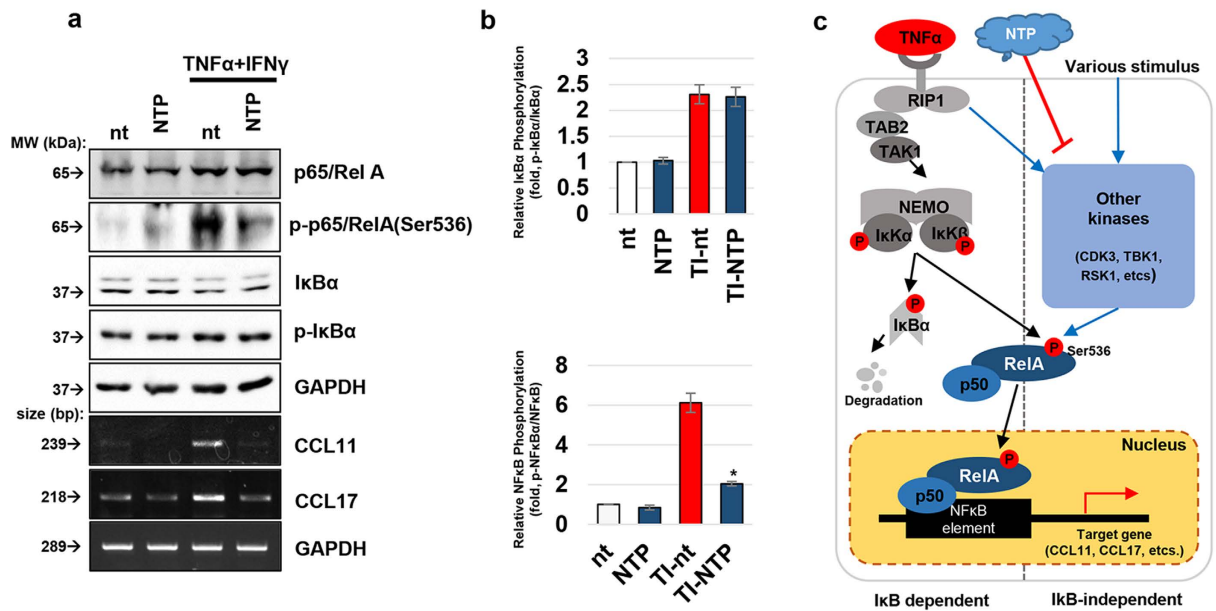 a
TNFα+IFNγ
nt
NTP
nt
NTP
MW (kDa):
65→
p65/Rel A
65→
p-p65/RelA(Ser536)
37→
IκBα
37→
p-IκBα
37→
GAPDH
size (bp):
239→
CCL11
218→
CCL17
289→
GAPDH
b
Relative IκBα Phosphorylation
(fold, p-IκBα/IκBα)
3
2.5
2
1.5
1
0.5
0
nt
NTP
TI-nt
TI-NTP
Relative NFκB Phosphorylation
(fold, p-NFκBα/NFκB)
8
6
4
2
0
*
nt
NTP
TI-nt
TI-NTP
c
TNFα
NTP
Various stimulus
RIP1
TAB2
TAK1
NEMO
P
IκKα
IκKβ
P
Other
kinases
(CDK3, TBK1,
RSK1, etcs)
P
IκBα
Degradation
P
Ser536
RelA
p50
Nucleus
P
RelA
p50
NFκB
element
Target gene
(CCL11, CCL17, etcs.)
IκB dependent
IκB-independent